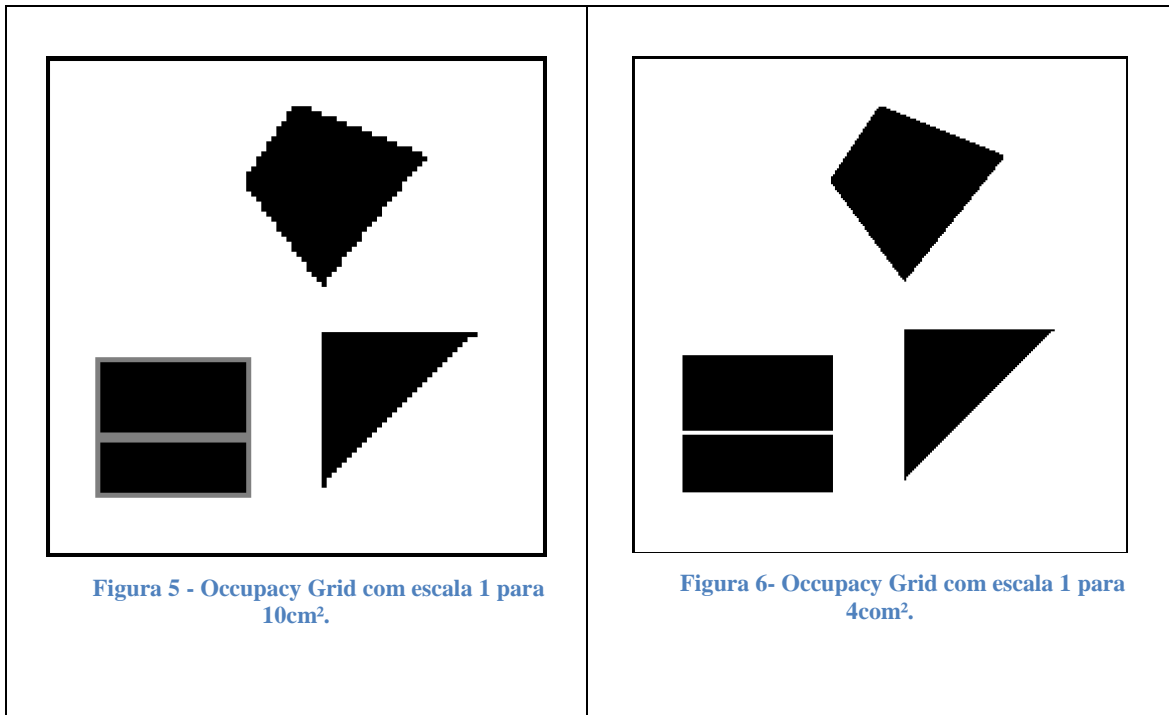 Figura 5 - Occupacy Grid com escala 1 para
10cm².
Figura 6- Occupacy Grid com escala 1 para
4com².